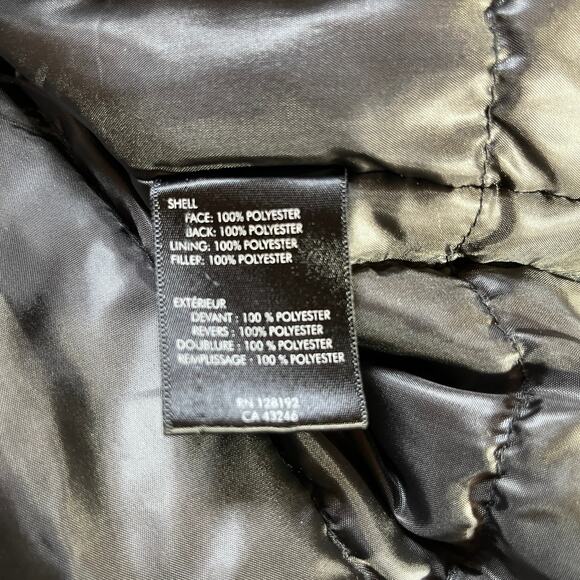 SHELL
FACE: 100% POLYESTER
BACK: 100% POLYESTER
LINING: 100% POLYESTER
FILLER: 100% POLYESTER
EXTÉRIEUR
DEVANT : 100 % POLYESTER
REVERS : 100% POLYESTER
DOUBLURE : 100 % POLYESTER
REMPLISSAGE : 100 % POLYESTER
RN 128192
CA 43246